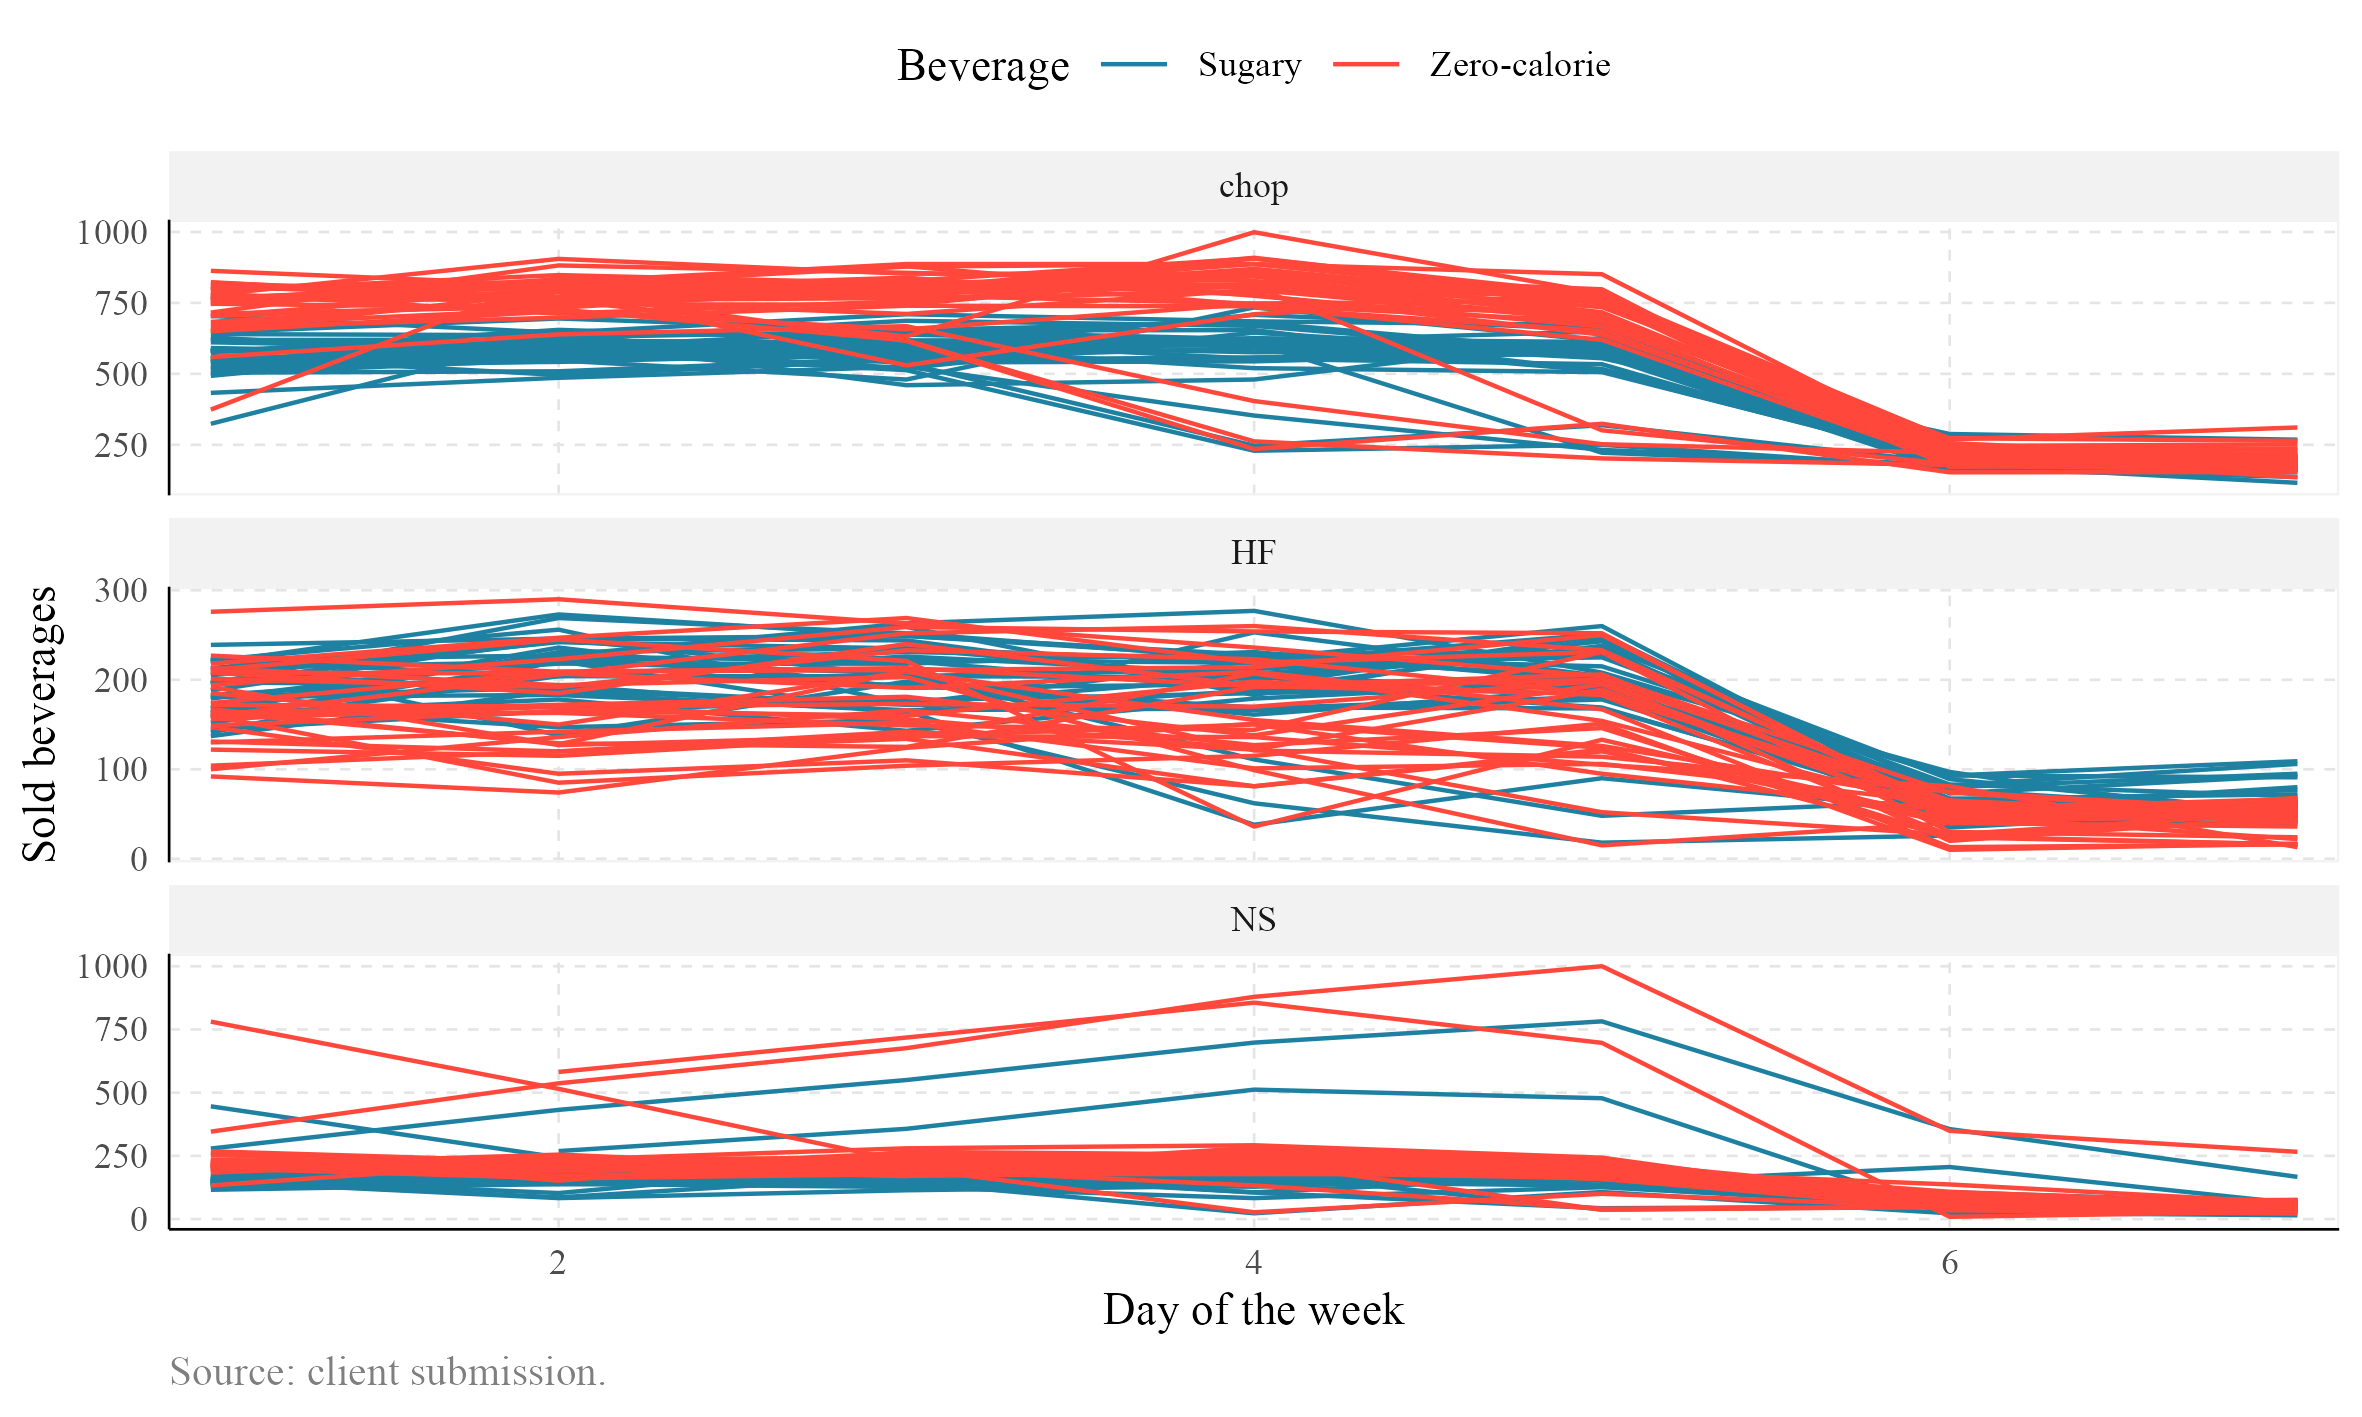 Beverage Sugary Zero-calorie
chop
1000
750
500
250
HF
300
200
100
0
NS
1000
750
500
250
0
Sold beverages
2 4 6
Day of the week
Source: client submission.